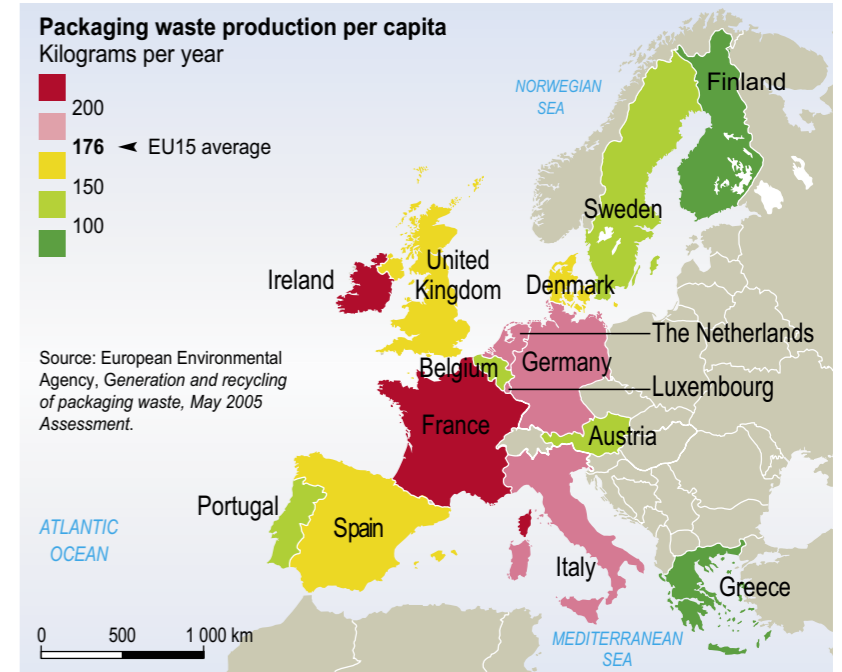 Packaging waste production per capita
Kilograms per year
200
176 ◄ EU15 average
150
100
NORWEGIAN
SEA
Finland
Sweden
Ireland
United
Kingdom
Denmark
The Netherlands
Belgium
Germany
Luxembourg
Source: European Environmental
Agency, Generation and recycling
of packaging waste, May 2005
Assessment.
France
Austria
Portugal
Spain
ATLANTIC
OCEAN
Italy
Greece
0 500 1 000 km
MEDITERRANEAN
SEA